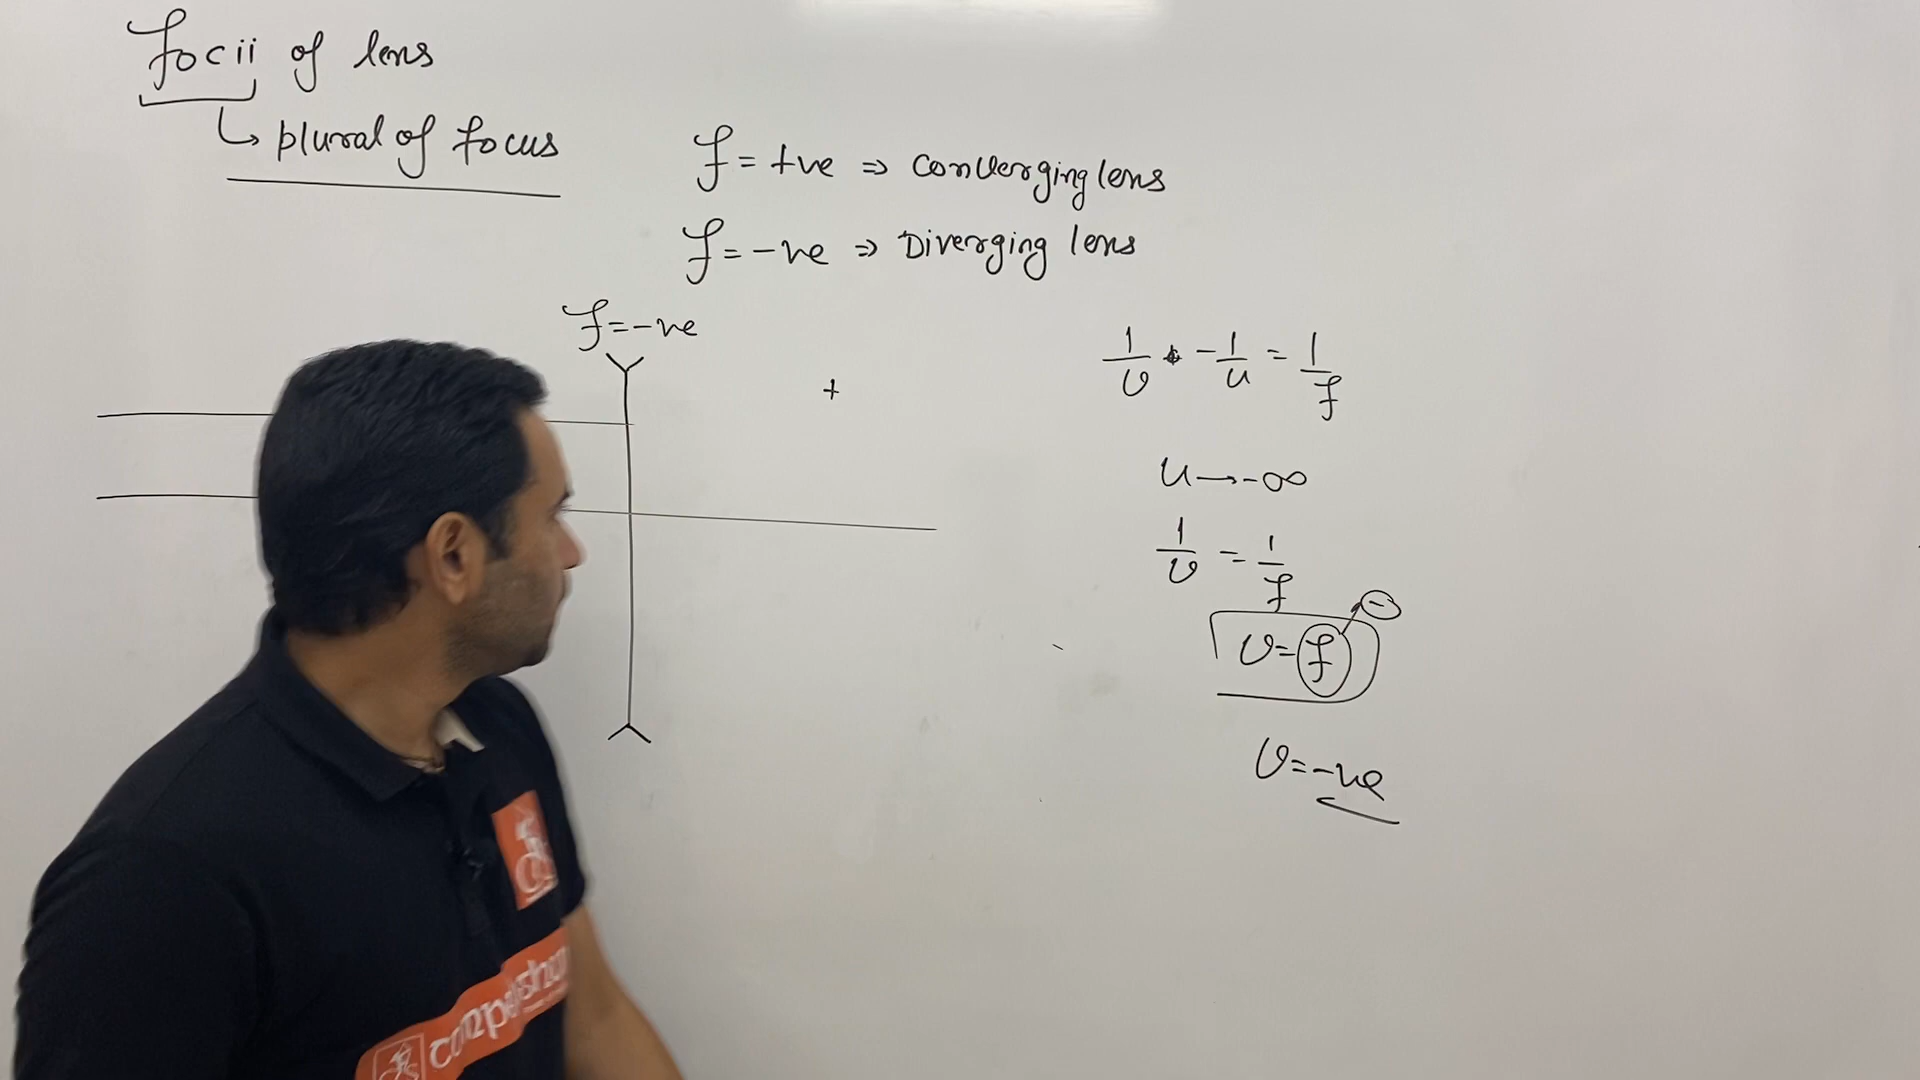 focii of lens
↳ plural of focus
f = +ve ⇒ converging lens
f = -ve ⇒ Diverging lens
f = -ve
+
1/v - 1/u = 1/f
u → -∞
1/v = 1/f
-
v = f
v = -ve